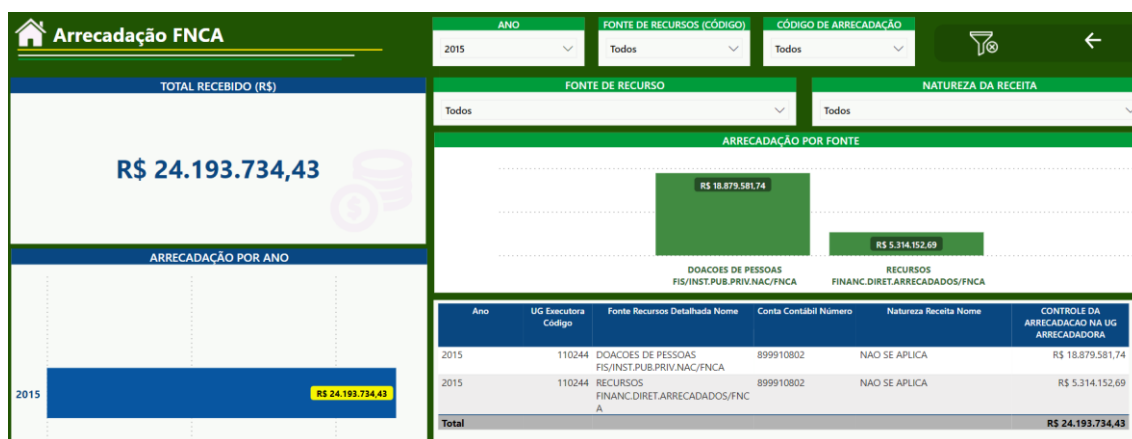 Arrecadação FNCA
ANO
2015
FONTE DE RECURSOS (CÓDIGO)
Todos
CÓDIGO DE ARRECADAÇÃO
Todos
TOTAL RECEBIDO (R$)
R$ 24.193.734,43
FONTE DE RECURSO
Todos
NATUREZA DA RECEITA
Todos
ARRECADAÇÃO POR FONTE
R$ 18.879.581,74
R$ 5.314.152,69
DOACOES DE PESSOAS
FIS/INST.PUB.PRIV.NAC/FNCA
RECURSOS
FINANC.DIRET.ARRECADADOS/FNCA
ARRECADAÇÃO POR ANO
2015
R$ 24.193.734,43
Ano
UG Executora
Código
Fonte Recursos Detalhada Nome
Conta Contábil Número
Natureza Receita Nome
CONTROLE DA
ARRECADACAO NA UG
ARRECADADORA
2015 110244 DOACOES DE PESSOAS 899910802 NAO SE APLICA R$ 18.879.581,74
FIS/INST.PUB.PRIV.NAC/FNCA
2015 110244 RECURSOS 899910802 NAO SE APLICA R$ 5.314.152,69
FINANC.DIRET.ARRECADADOS/FNC
A
Total R$ 24.193.734,43